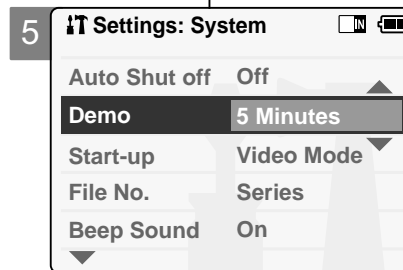 5
Settings: System
IN
Auto Shut off Off
Demo 5 Minutes
Start-up Video Mode
File No. Series
Beep Sound On